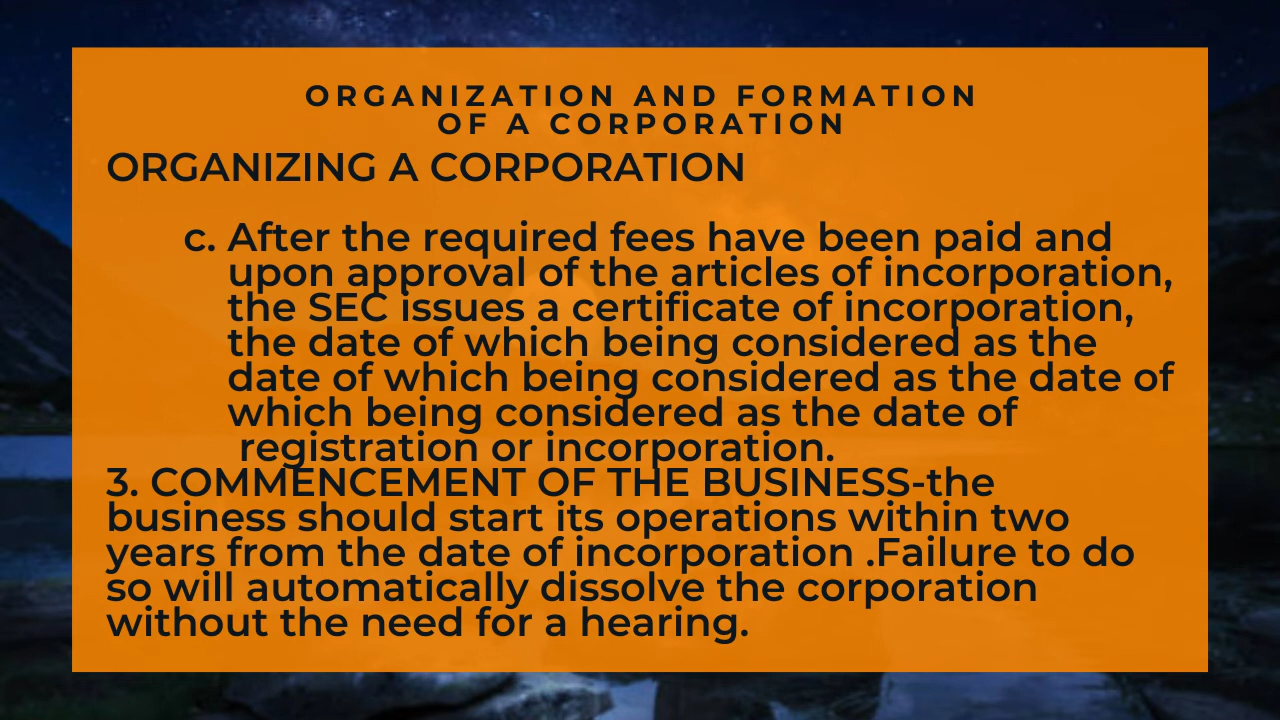 ORGANIZATION AND FORMATION
OF A CORPORATION
ORGANIZING A CORPORATION
c. After the required fees have been paid and
upon approval of the articles of incorporation,
the SEC issues a certificate of incorporation,
the date of which being considered as the
date of which being considered as the date of
which being considered as the date of
registration or incorporation.
3. COMMENCEMENT OF THE BUSINESS-the
business should start its operations within two
years from the date of incorporation .Failure to do
so will automatically dissolve the corporation
without the need for a hearing.